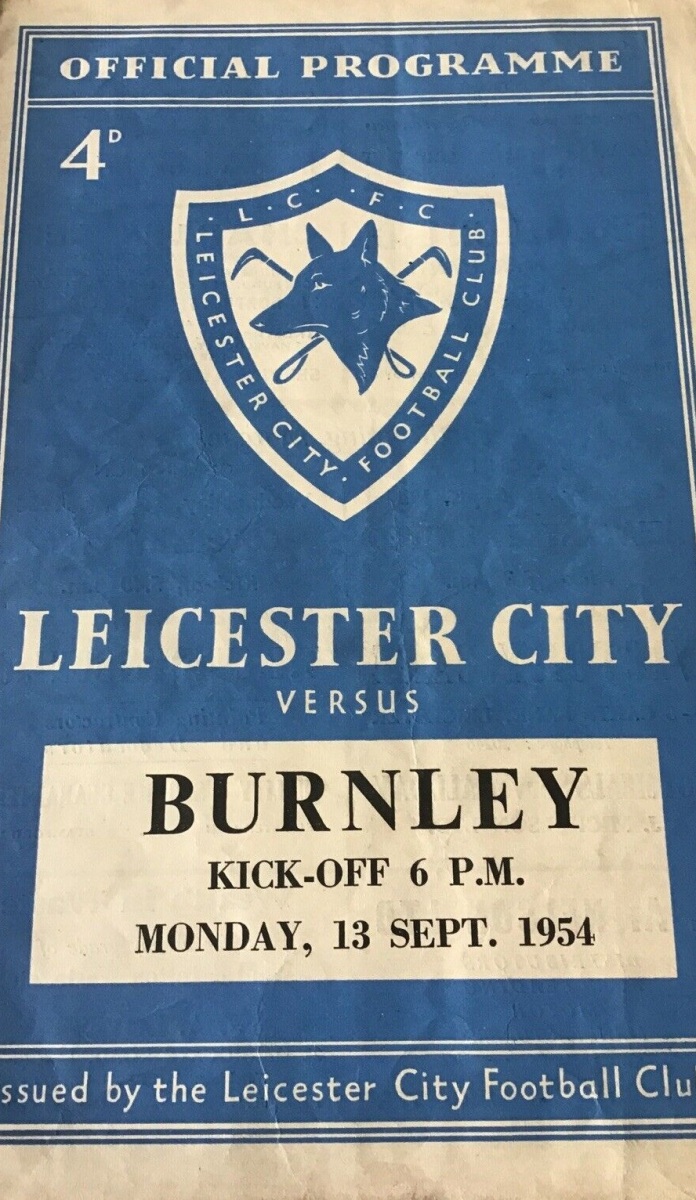 OFFICIAL PROGRAMME
4D
· L · C · · F · C ·
LEICESTER CITY · FOOTBALL CLUB
LEICESTER CITY
VERSUS
BURNLEY
KICK-OFF 6 P.M.
MONDAY, 13 SEPT. 1954
ssued by the Leicester City Football Clu